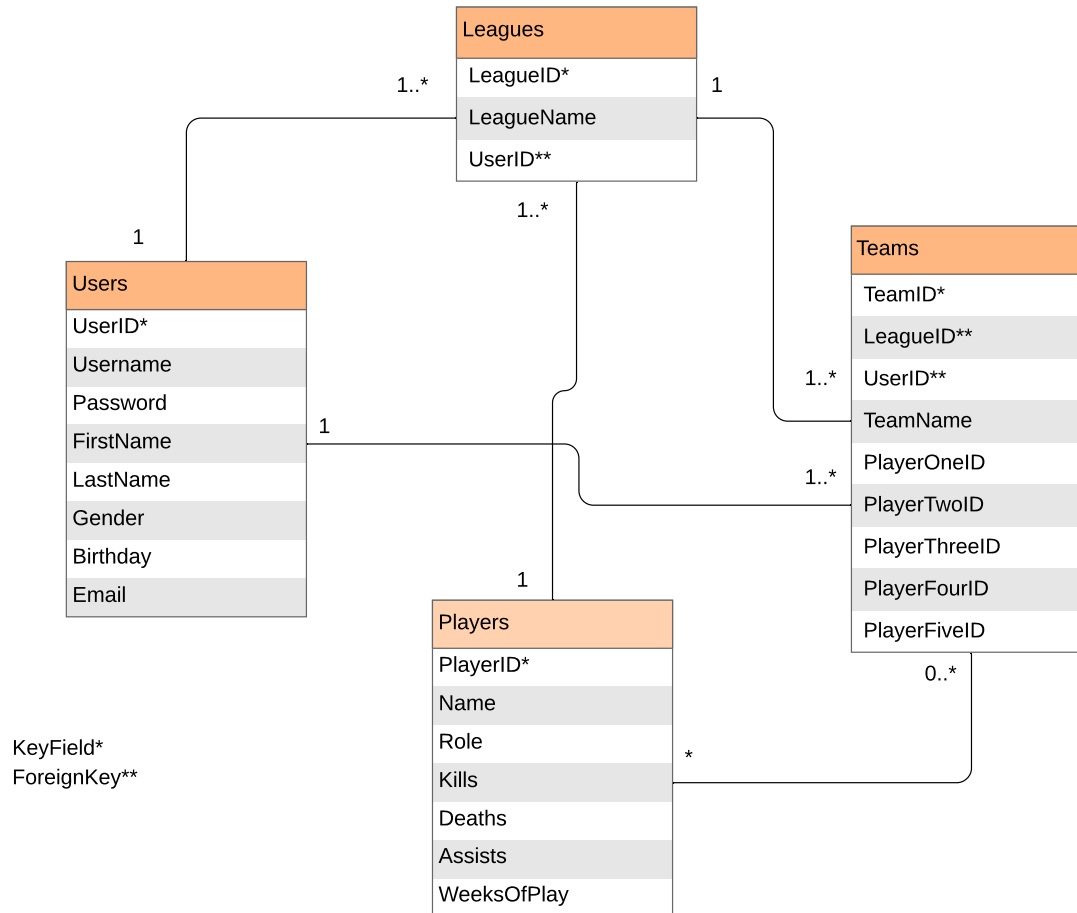 Leagues
LeagueID*
LeagueName
UserID**
1..*
1
1..*
1
Users
UserID*
Username
Password
FirstName
LastName
Gender
Birthday
Email
1
Teams
TeamID*
LeagueID**
UserID**
TeamName
PlayerOneID
PlayerTwoID
PlayerThreeID
PlayerFourID
PlayerFiveID
1..*
1..*
0..*
1
Players
PlayerID*
Name
Role
Kills
Deaths
Assists
WeeksOfPlay
*
KeyField*
ForeignKey**